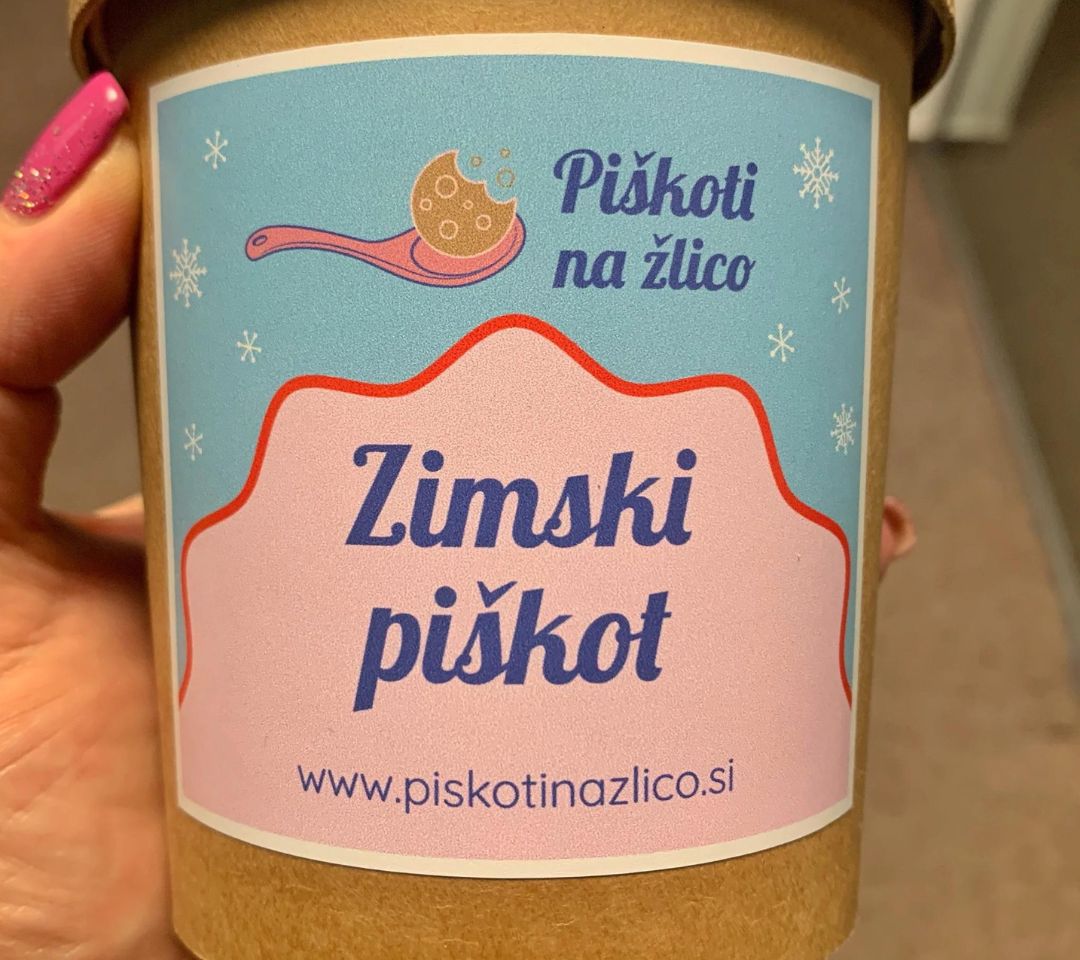 Piškoti
na žlico
Zimski
piškot
www.piskotinazlico.si